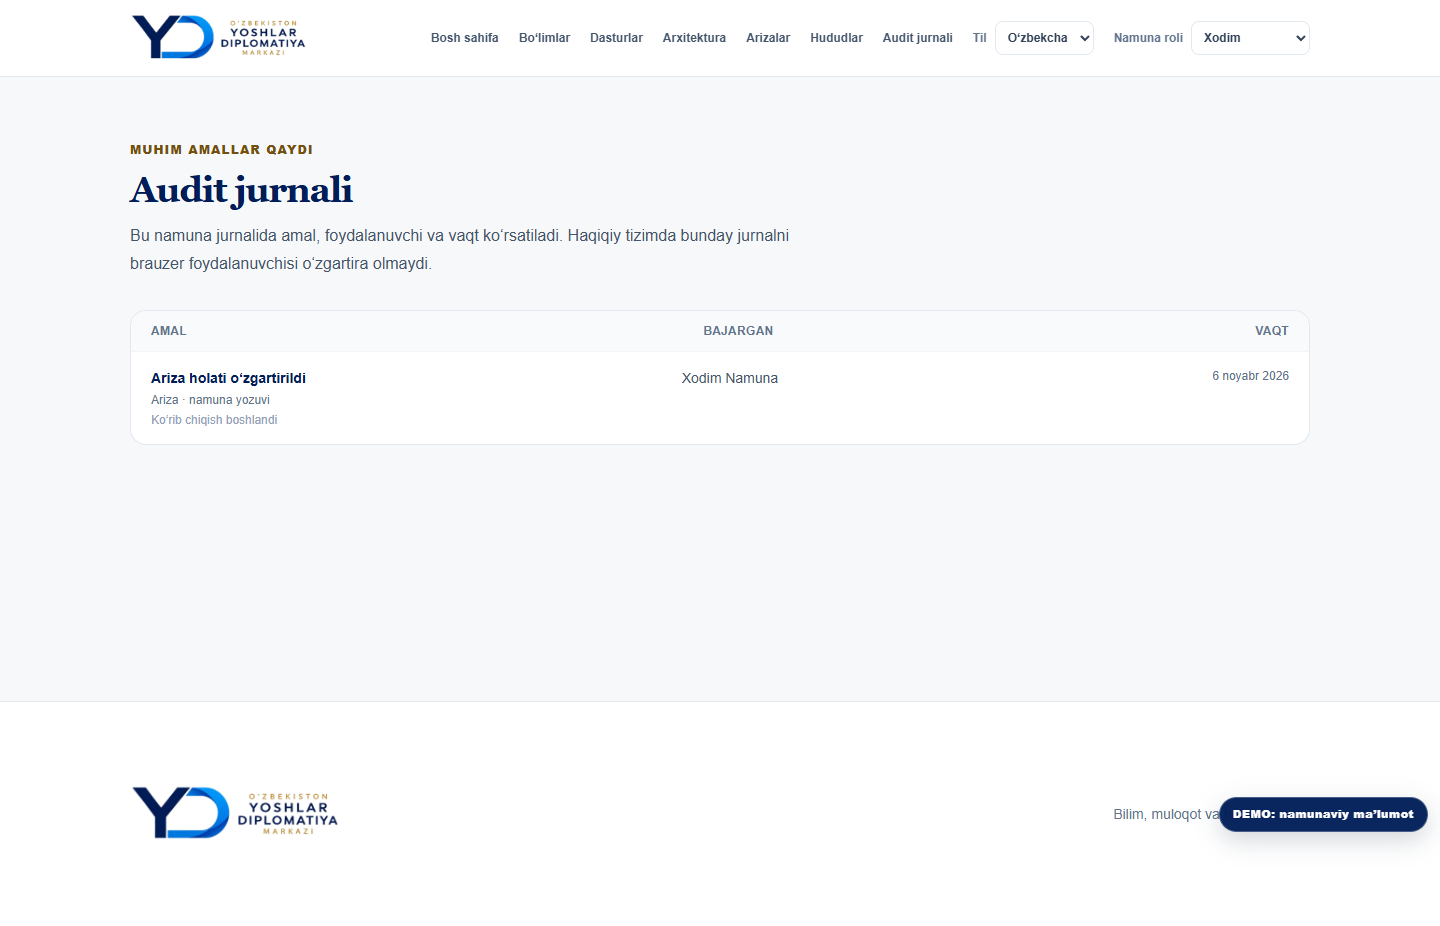 O'ZBEKISTON
YOSHLAR
DIPLOMATIYA
MARKAZI
Bosh sahifa Bo‘limlar Dasturlar Arxitektura Arizalar Hududlar Audit jurnali Til O‘zbekcha Namuna roli Xodim
MUHIM AMALLAR QAYDI
Audit jurnali
Bu namuna jurnalida amal, foydalanuvchi va vaqt ko‘rsatiladi. Haqiqiy tizimda bunday jurnalni
brauzer foydalanuvchisi o‘zgartira olmaydi.
AMAL BAJARGAN VAQT
Ariza holati o‘zgartirildi Xodim Namuna 6 noyabr 2026
Ariza · namuna yozuvi
Ko‘rib chiqish boshlandi
O'ZBEKISTON
YOSHLAR
DIPLOMATIYA
MARKAZI
Bilim, muloqot va
DEMO: namunaviy ma’lumot